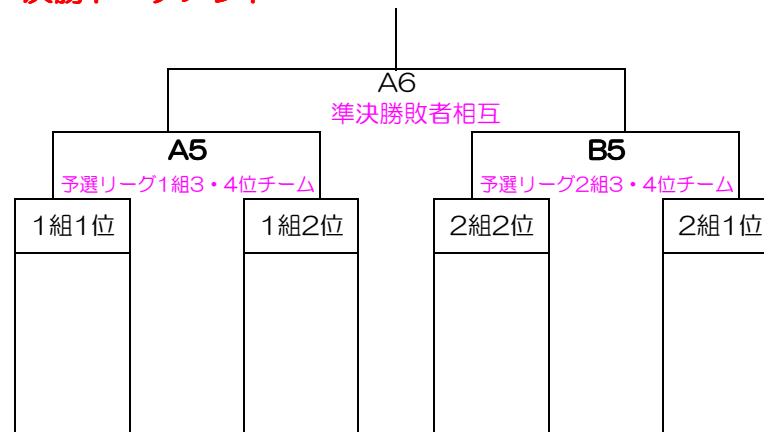 A6
準決勝敗者相互
A5
B5
予選リーグ1組3・4位チーム
予選リーグ2組3・4位チーム
1組1位
1組2位
2組2位
2組1位